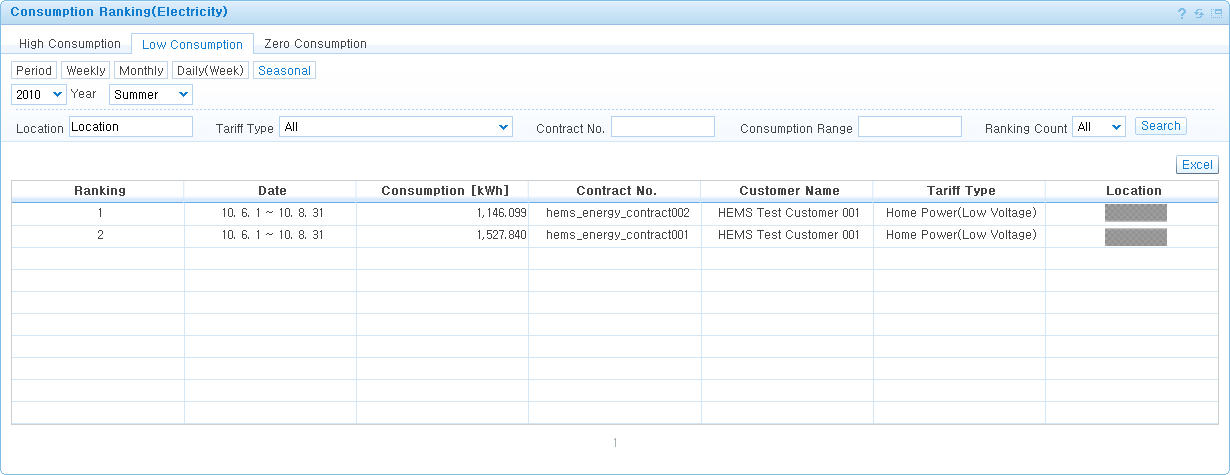 Consumption Ranking(Electricity) ?
High Consumption Low Consumption Zero Consumption
Period Weekly Monthly Daily(Week) Seasonal
2010 Year Summer
Location Location Tariff Type All Contract No. Consumption Range Ranking Count All Search
Excel
Ranking Date Consumption [kWh] Contract No. Customer Name Tariff Type Location
1 10. 6. 1 ~ 10. 8. 31 1,146.099 hems_energy_contract002 HEMS Test Customer 001 Home Power(Low Voltage)
2 10. 6. 1 ~ 10. 8. 31 1,527.840 hems_energy_contract001 HEMS Test Customer 001 Home Power(Low Voltage)
1